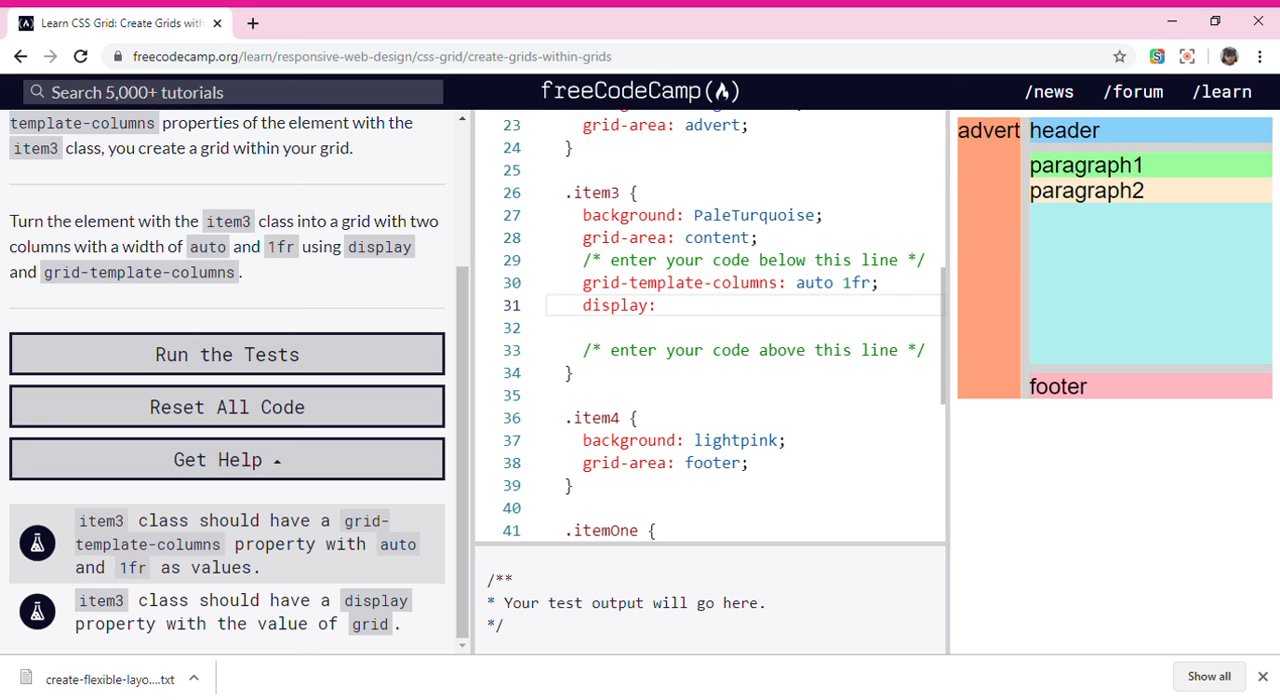 Learn CSS Grid: Create Grids with
freecodecamp.org/learn/responsive-web-design/css-grid/create-grids-within-grids
Search 5,000+ tutorials
freeCodeCamp
/news /forum /learn
template-columns properties of the element with the
item3 class, you create a grid within your grid.
Turn the element with the item3 class into a grid with two
columns with a width of auto and 1fr using display
and grid-template-columns.
Run the Tests
Reset All Code
Get Help
item3 class should have a grid-
template-columns property with auto
and 1fr as values.
item3 class should have a display
property with the value of grid.
23 grid-area: advert;
24 }
25
26 .item3 {
27 background: PaleTurquoise;
28 grid-area: content;
29 /* enter your code below this line */
30 grid-template-columns: auto 1fr;
31 display:
32
33 /* enter your code above this line */
34 }
35
36 .item4 {
37 background: lightpink;
38 grid-area: footer;
39 }
40
41 .itemOne {
/**
* Your test output will go here.
*/
advert
header
paragraph1
paragraph2
footer
create-flexible-layo....txt
Show all